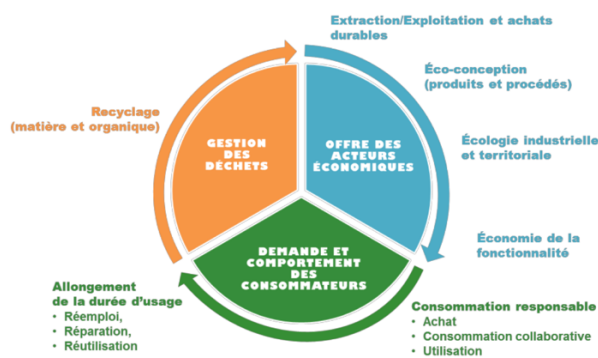 Extraction/Exploitation et achats
durables
Éco-conception
(produits et procédés)
Écologie industrielle
et territoriale
Économie de la
fonctionnalité
OFFRE DES
ACTEURS
ÉCONOMIQUES
Consommation responsable
• Achat
• Consommation collaborative
• Utilisation
DEMANDE ET
COMPORTEMENT
DES
CONSOMMATEURS
Allongement
de la durée d'usage
• Réemploi,
• Réparation,
• Réutilisation
Recyclage
(matière et organique)
GESTION
DES
DÉCHETS